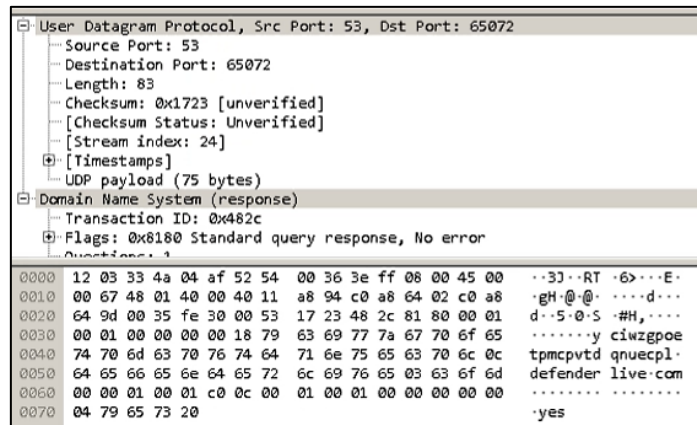 User Datagram Protocol, Src Port: 53, Dst Port: 65072
Source Port: 53
Destination Port: 65072
Length: 83
Checksum: 0x1723 [unverified]
[Checksum Status: Unverified]
[Stream index: 24]
[Timestamps]
UDP payload (75 bytes)
Domain Name System (response)
Transaction ID: 0x482c
Flags: 0x8180 Standard query response, No error
Questions: 1
0000 12 03 33 4a 04 af 52 54 00 36 3e ff 08 00 45 00 ··3J··RT ·6>···E·
0010 00 67 48 01 40 00 40 11 a8 94 c0 a8 64 02 c0 a8 ·gH·@·@· ····d···
0020 64 9d 00 35 fe 30 00 53 17 23 48 2c 81 80 00 01 d··5·0·S ·#H,····
0030 00 01 00 00 00 00 18 79 63 69 77 7a 67 70 6f 65 ·······y ciwzgpoe
0040 74 70 6d 63 70 76 74 64 71 6e 75 65 63 70 6c 0c tpmcpvtd qnuecpl·
0050 64 65 66 65 6e 64 65 72 6c 69 76 65 03 63 6f 6d defender live·com
0060 00 00 01 00 01 c0 0c 00 01 00 01 00 00 00 00 00 ········ ········
0070 04 79 65 73 20 ·yes